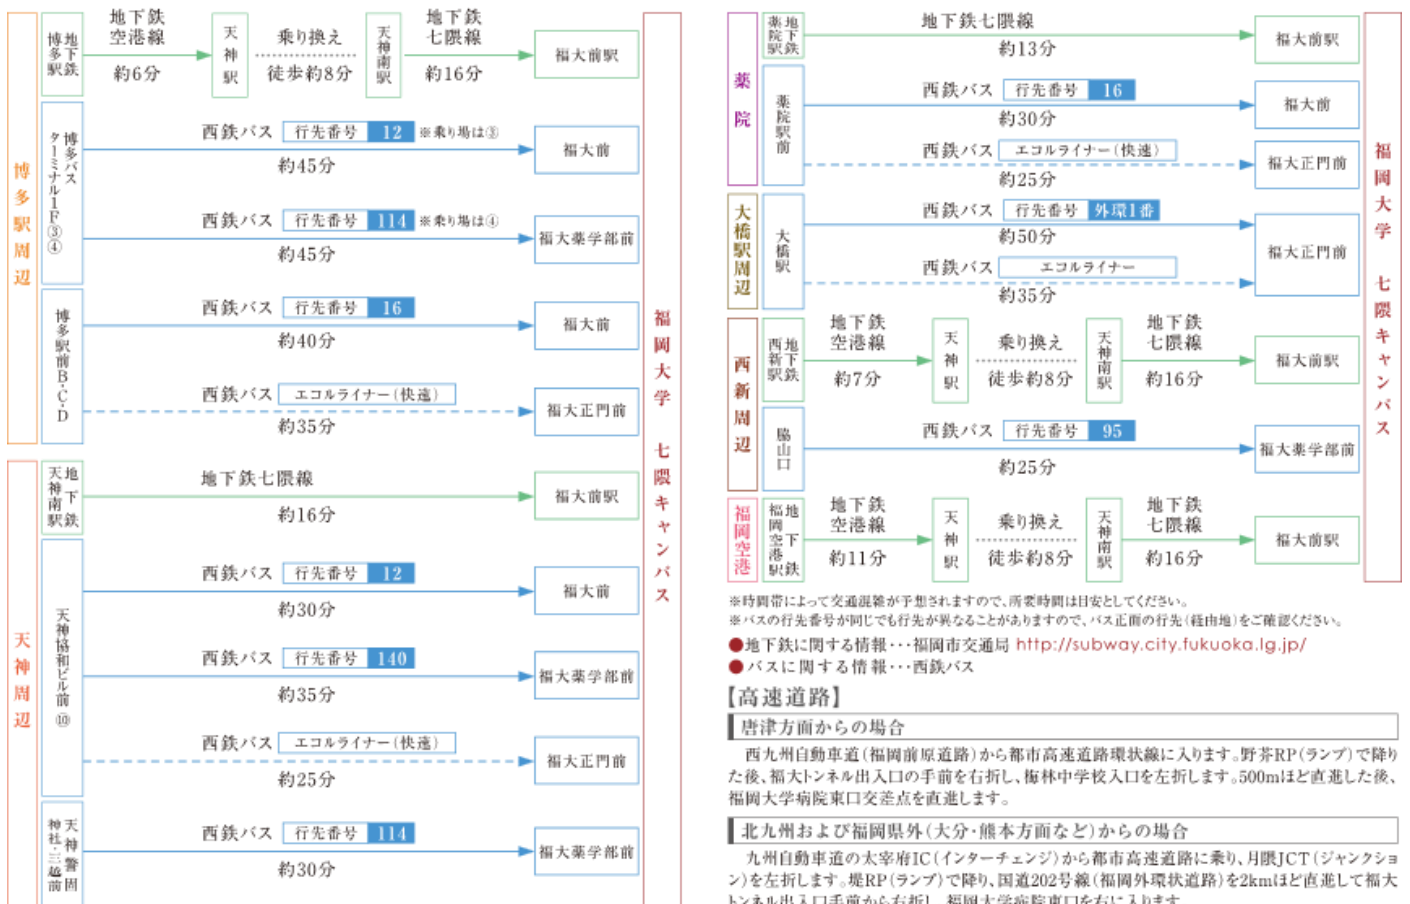 博多駅周辺
地下鉄
博多駅
地下鉄
空港線
約6分
天神駅
乗り換え
徒歩約8分
天神南駅
地下鉄
七隈線
約16分
福大前駅
博多バス
ターミナル1F③④
西鉄バス 行先番号 12 ※乗り場は③
約45分
福大前
西鉄バス 行先番号 114 ※乗り場は④
約45分
福大薬学部前
博多駅前B・C・D
西鉄バス 行先番号 16
約40分
福大前
西鉄バス エコルライナー（快速）
約35分
福大正門前
天神周辺
地下鉄
天神南駅
地下鉄七隈線
約16分
福大前駅
天神協和ビル前 ⑩
西鉄バス 行先番号 12
約30分
福大前
西鉄バス 行先番号 140
約35分
福大薬学部前
西鉄バス エコルライナー（快速）
約25分
福大正門前
天神警固
神社・三越前
西鉄バス 行先番号 114
約30分
福大薬学部前
福岡大学 七隈キャンパス
薬院
地下鉄
薬院駅
地下鉄七隈線
約13分
福大前駅
薬院駅前
西鉄バス 行先番号 16
約30分
福大前
西鉄バス エコルライナー（快速）
約25分
福大正門前
大橋駅周辺
大橋駅
西鉄バス 行先番号 外環1番
約50分
西鉄バス エコルライナー
約35分
福大正門前
西新周辺
地下鉄
西新駅
地下鉄
空港線
約7分
天神駅
乗り換え
徒歩約8分
天神南駅
地下鉄
七隈線
約16分
福大前駅
脇山口
西鉄バス 行先番号 95
約25分
福大薬学部前
福岡空港
地下鉄
福岡空港駅
地下鉄
空港線
約11分
天神駅
乗り換え
徒歩約8分
天神南駅
地下鉄
七隈線
約16分
福大前駅
福岡大学 七隈キャンパス
※時間帯によって交通混雑が予想されますので、所要時間は目安としてください。
※バスの行先番号が同じでも行先が異なることがありますので、バス正面の行先（経由地）をご確認ください。
●地下鉄に関する情報･･･福岡市交通局 http://subway.city.fukuoka.lg.jp/
●バスに関する情報･･･西鉄バス
【高速道路】
唐津方面からの場合
西九州自動車道（福岡前原道路）から都市高速道路環状線に入ります。野芥RP（ランプ）で降り
た後、福大トンネル出入口の手前を右折し、梅林中学校入口を左折します。500mほど直進した後、
福岡大学病院東口交差点を直進します。
北九州および福岡県外（大分・熊本方面など）からの場合
九州自動車道の太宰府IC（インターチェンジ）から都市高速道路に乗り、月隈JCT（ジャンクショ
ン）を左折します。堤RP（ランプ）で降り、国道202号線（福岡外環状道路）を2kmほど直進して福大
トンネル出入口手前から右折し、福岡大学病院東口を右に入ります。